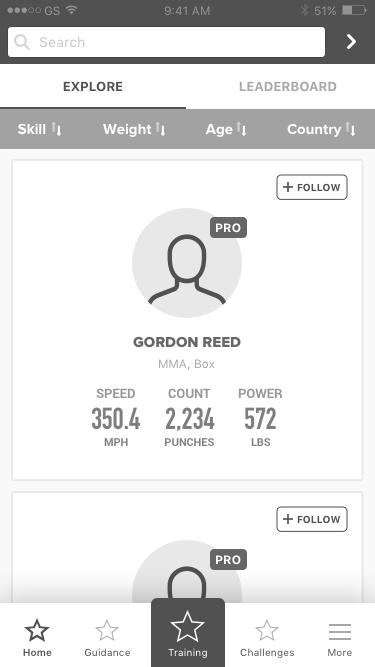 GS 9:41 AM 51%
Search
EXPLORE LEADERBOARD
Skill Weight Age Country
+ FOLLOW
PRO
GORDON REED
MMA, Box
SPEED COUNT POWER
350.4 2,234 572
MPH PUNCHES LBS
+ FOLLOW
PRO
Home Guidance Training Challenges More